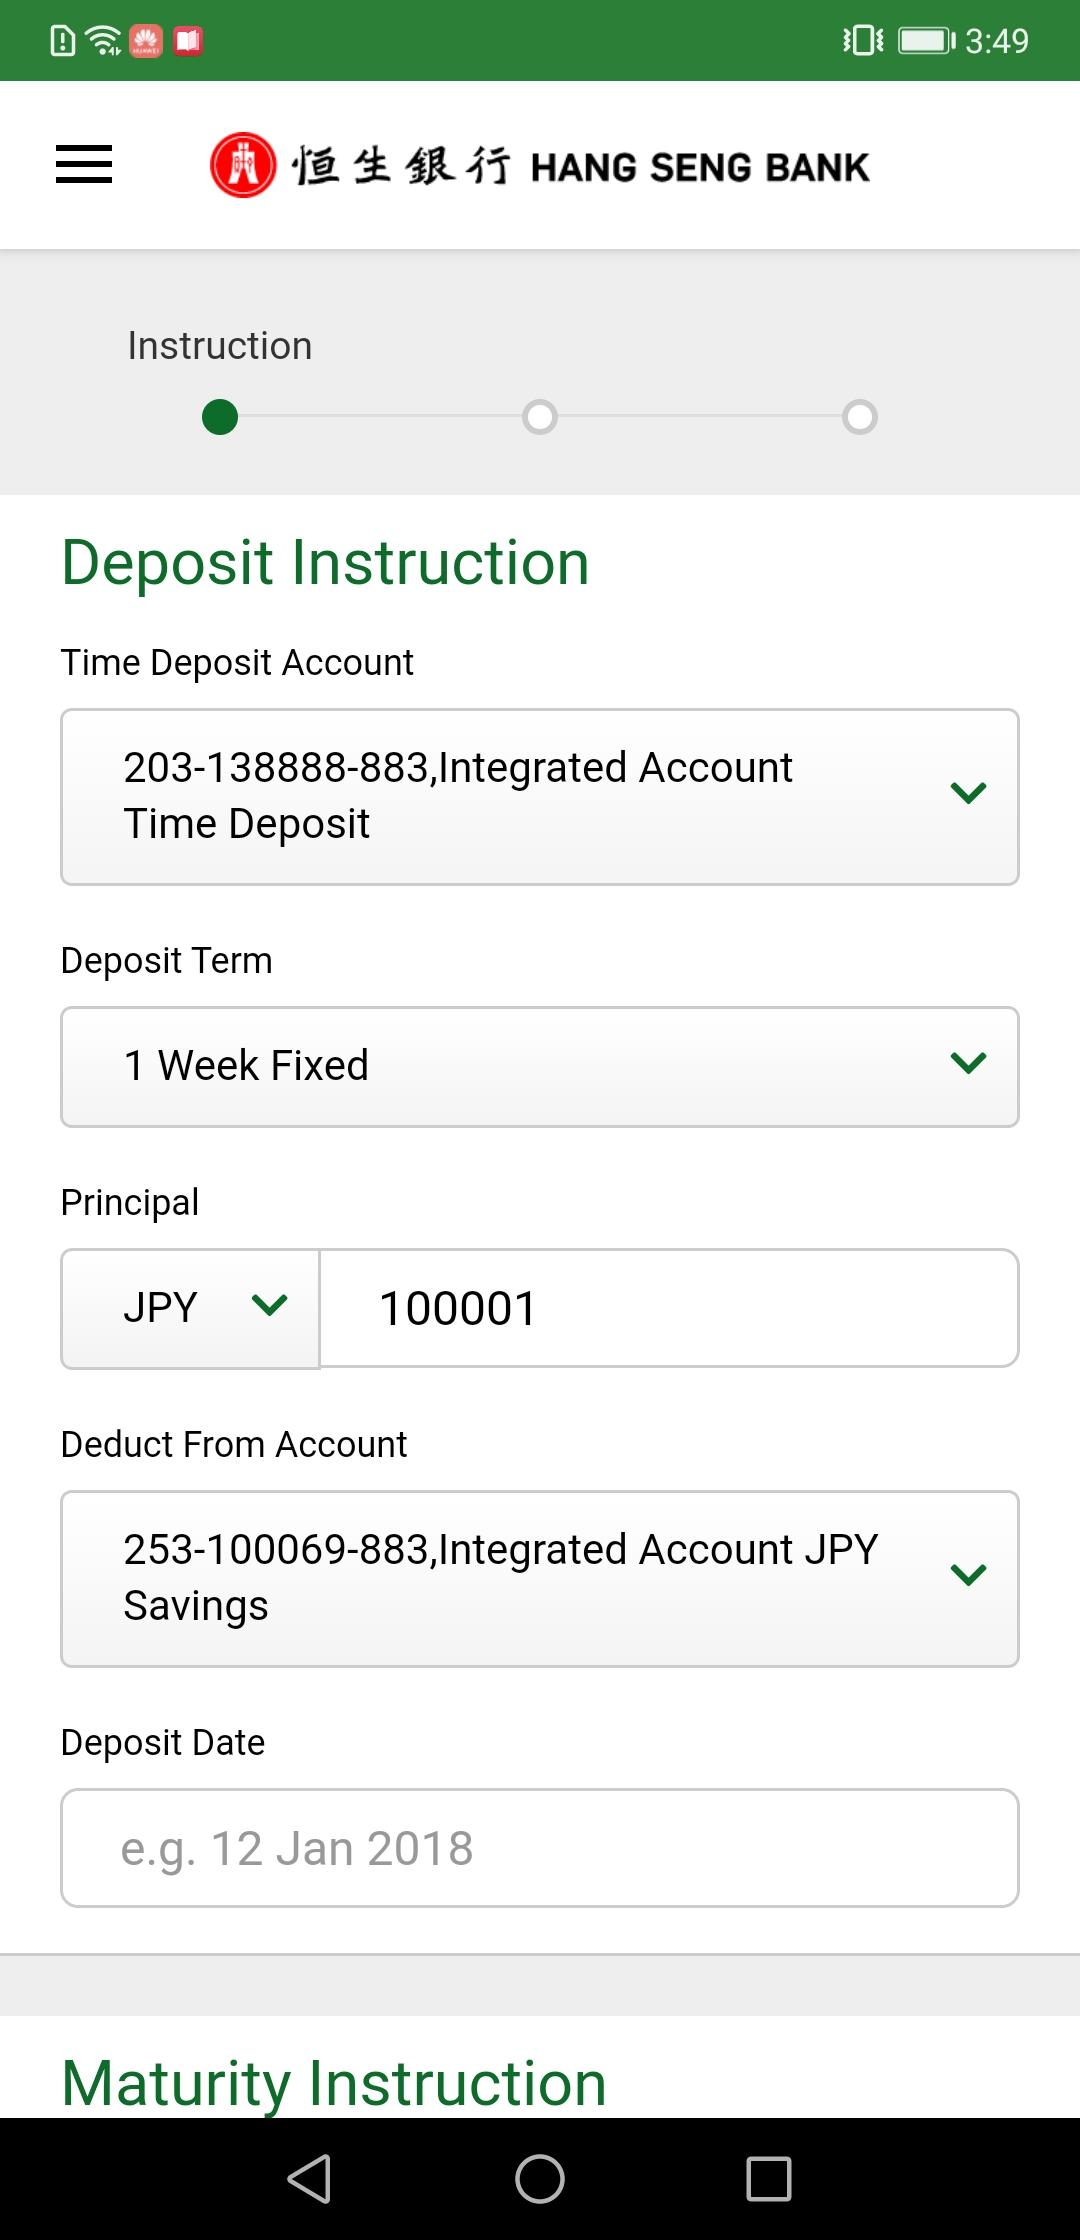 3:49
恒生銀行 HANG SENG BANK
Instruction
Deposit Instruction
Time Deposit Account
203-138888-883,Integrated Account
Time Deposit
Deposit Term
1 Week Fixed
Principal
JPY 100001
Deduct From Account
253-100069-883,Integrated Account JPY
Savings
Deposit Date
e.g. 12 Jan 2018
Maturity Instruction